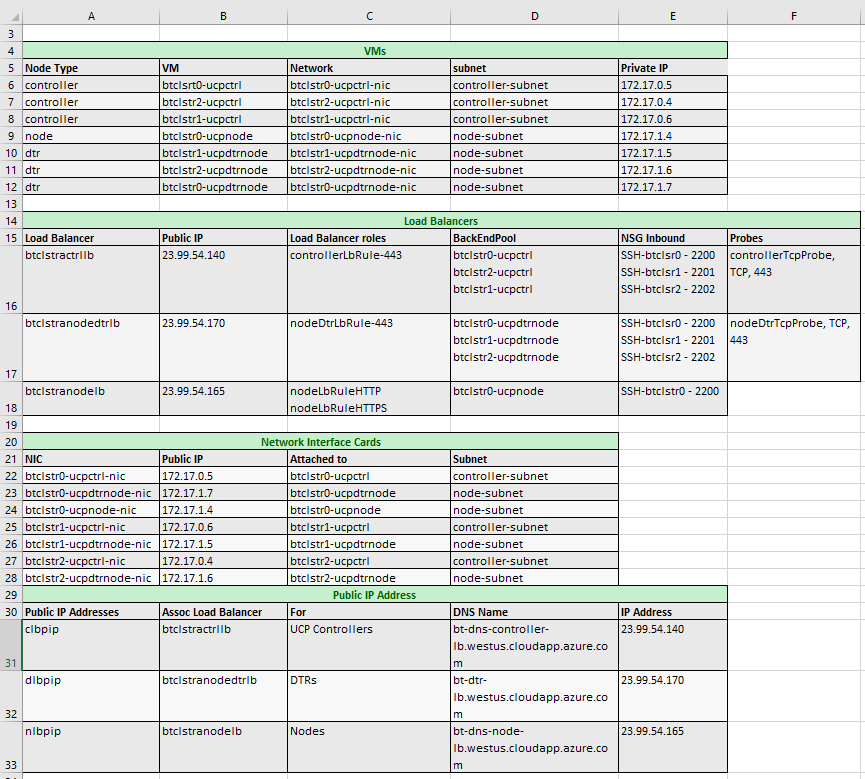 A B C D E F
3
4 VMs
5 Node Type VM Network subnet Private IP
6 controller btclsrt0-ucpctrl btclstr0-ucpctrl-nic controller-subnet 172.17.0.5
7 controller btclstr2-ucpctrl btclstr2-ucpctrl-nic controller-subnet 172.17.0.4
8 controller btclstr1-ucpctrl btclstr1-ucpctrl-nic controller-subnet 172.17.0.6
9 node btclstr0-ucpnode btclstr0-ucpnode-nic node-subnet 172.17.1.4
10 dtr btclstr1-ucpdtrnode btclstr1-ucpdtrnode-nic node-subnet 172.17.1.5
11 dtr btclstr2-ucpdtrnode btclstr2-ucpdtrnode-nic node-subnet 172.17.1.6
12 dtr btclstr0-ucpdtrnode btclstr0-ucpdtrnode-nic node-subnet 172.17.1.7
13
14 Load Balancers
15 Load Balancer Public IP Load Balancer roles BackEndPool NSG Inbound Probes
btclstractrllb 23.99.54.140 controllerLbRule-443 btclstr0-ucpctrl SSH-btclsr0 - 2200 controllerTcpProbe,
btclstr2-ucpctrl SSH-btclsr1 - 2201 TCP, 443
btclstr1-ucpctrl SSH-btclsr2 - 2202
16
btclstranodedtrlb 23.99.54.170 nodeDtrLbRule-443 btclstr0-ucpdtrnode SSH-btclsr0 - 2200 nodeDtrTcpProbe, TCP,
btclstr1-ucpdtrnode SSH-btclsr1 - 2201 443
btclstr2-ucpdtrnode SSH-btclsr2 - 2202
17
btclstranodelb 23.99.54.165 nodeLbRuleHTTP btclstr0-ucpnode SSH-btclstr0 - 2200
18 nodeLbRuleHTTPS
19
20 Network Interface Cards
21 NIC Public IP Attached to Subnet
22 btclstr0-ucpctrl-nic 172.17.0.5 btclstr0-ucpctrl controller-subnet
23 btclstr0-ucpdtrnode-nic 172.17.1.7 btclstr0-ucpdtrnode node-subnet
24 btclstr0-ucpnode-nic 172.17.1.4 btclstr0-ucpnode node-subnet
25 btclstr1-ucpctrl-nic 172.17.0.6 btclstr1-ucpctrl controller-subnet
26 btclstr1-ucpdtrnode-nic 172.17.1.5 btclstr1-ucpdtrnode node-subnet
27 btclstr2-ucpctrl-nic 172.17.0.4 btclstr2-ucpctrl controller-subnet
28 btclstr2-ucpdtrnode-nic 172.17.1.6 btclstr2-ucpdtrnode node-subnet
29 Public IP Address
30 Public IP Addresses Assoc Load Balancer For DNS Name IP Address
clbpip btclstractrllb UCP Controllers bt-dns-controller- 23.99.54.140
lb.westus.cloudapp.azure.co
31 m
dlbpip btclstranodedtrlb DTRs bt-dtr- 23.99.54.170
lb.westus.cloudapp.azure.co
32 m
nlbpip btclstranodelb Nodes bt-dns-node- 23.99.54.165
lb.westus.cloudapp.azure.co
33 m